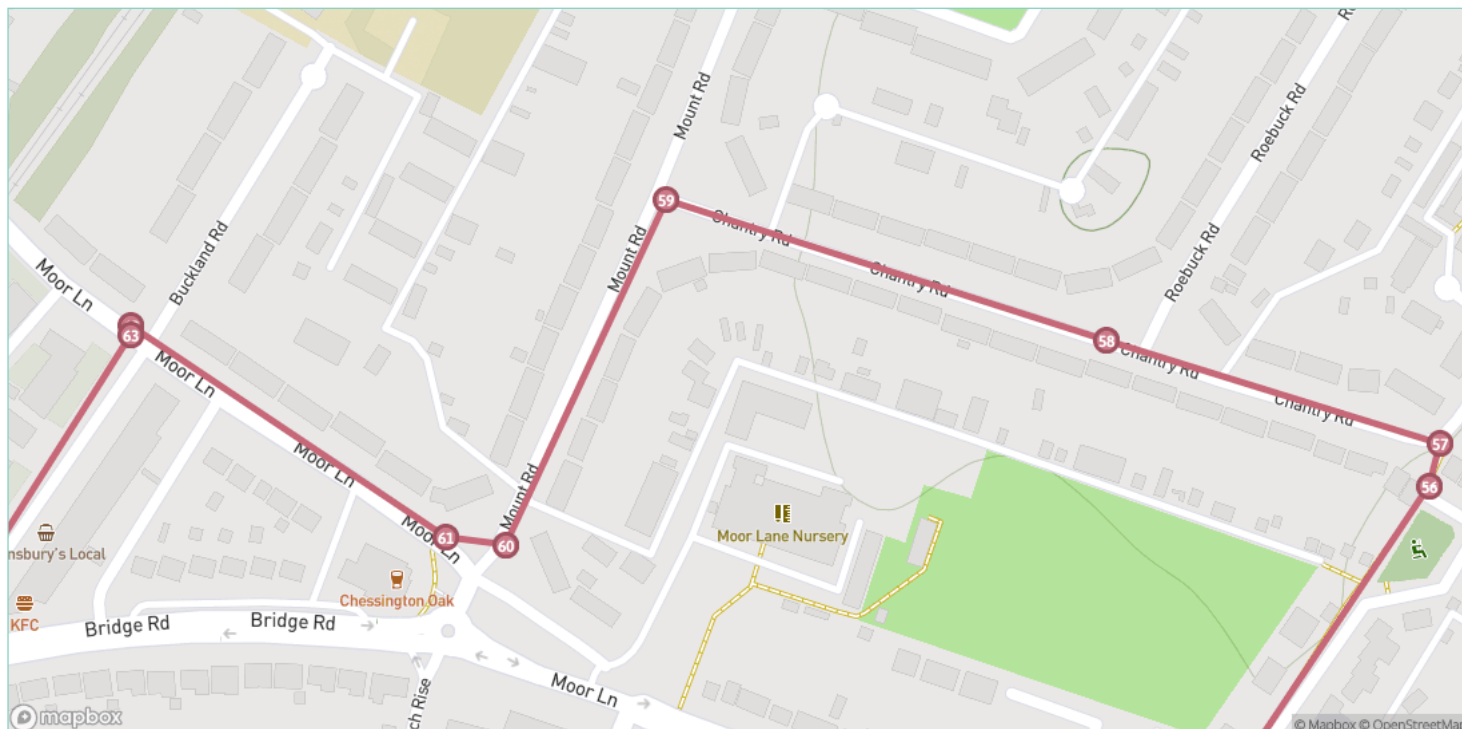 Mount Rd
Roebuck Rd
59
Chantry Rd
Buckland Rd
Mount Rd
Roebuck Rd
Moor Ln
Chantry Rd
63
58
Chantry Rd
Moor Ln
Chantry Rd
57
Moor Ln
56
Mount Rd
Moor Lane Nursery
61
Moor Ln
60
nsbury's Local
Chessington Oak
KFC
Bridge Rd
Bridge Rd
Moor Ln
ch Rise
mapbox
© Mapbox © OpenStreetMap